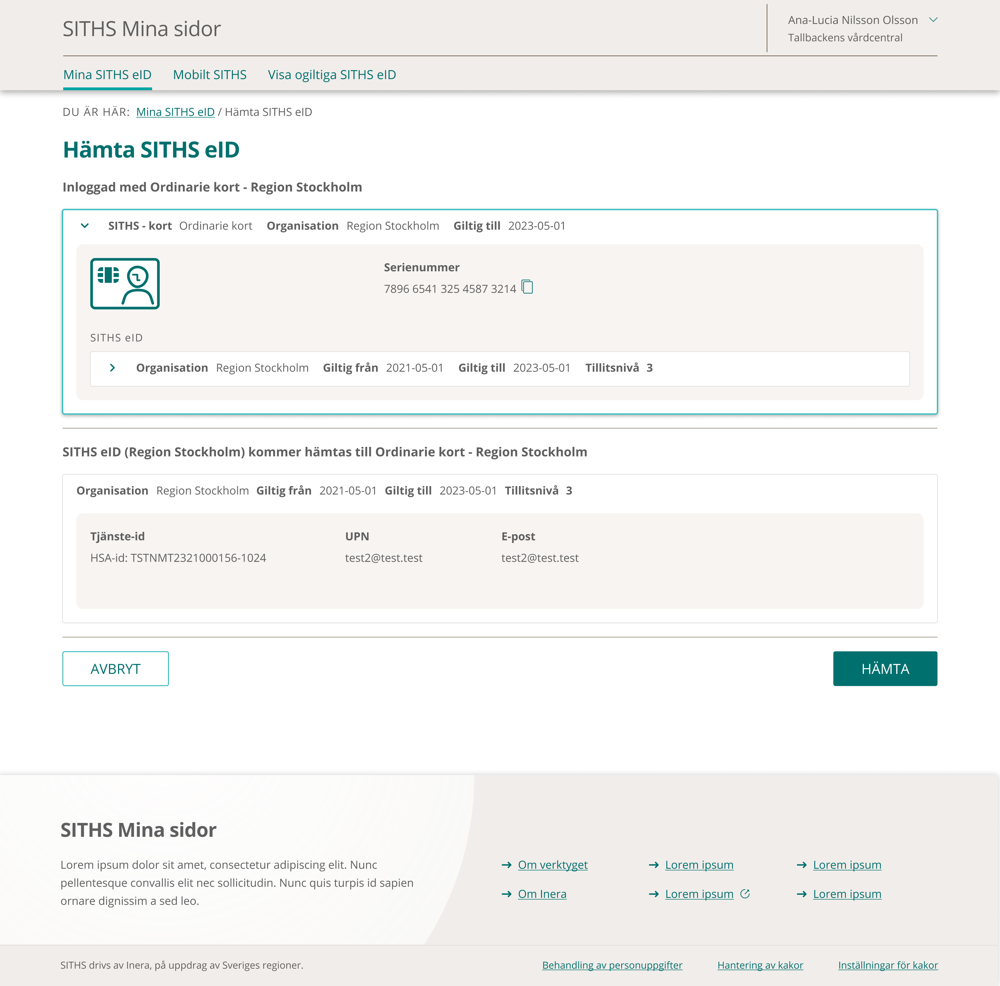 SITHS Mina sidor
Ana-Lucia Nilsson Olsson
Tallbackens vårdcentral
Mina SITHS eID Mobilt SITHS Visa ogiltiga SITHS eID
DU ÄR HÄR: Mina SITHS eID / Hämta SITHS eID
Hämta SITHS eID
Inloggad med Ordinarie kort - Region Stockholm
SITHS - kort Ordinarie kort Organisation Region Stockholm Giltig till 2023-05-01
Serienummer
7896 6541 325 4587 3214
SITHS eID
Organisation Region Stockholm Giltig från 2021-05-01 Giltig till 2023-05-01 Tillitsnivå 3
SITHS eID (Region Stockholm) kommer hämtas till Ordinarie kort - Region Stockholm
Organisation Region Stockholm Giltig från 2021-05-01 Giltig till 2023-05-01 Tillitsnivå 3
Tjänste-id UPN E-post
HSA-id: TSTNMT2321000156-1024 test2@test.test test2@test.test
AVBRYT HÄMTA
SITHS Mina sidor
Lorem ipsum dolor sit amet, consectetur adipiscing elit. Nunc
pellentesque convallis elit nec sollicitudin. Nunc quis turpis id sapien
ornare dignissim a sed leo.
Om verktyget Lorem ipsum Lorem ipsum
Om Inera Lorem ipsum Lorem ipsum
SITHS drivs av Inera, på uppdrag av Sveriges regioner.
Behandling av personuppgifter Hantering av kakor Inställningar för kakor